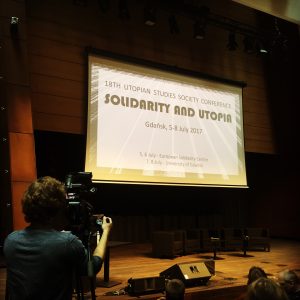 18TH UTOPIAN STUDIES SOCIETY CONFERENCE
SOLIDARITY AND UTOPIA
Gdańsk, 5-8 July 2017
5, 6 July - European Solidarity Centre
7, 8 July - University of Gdańsk